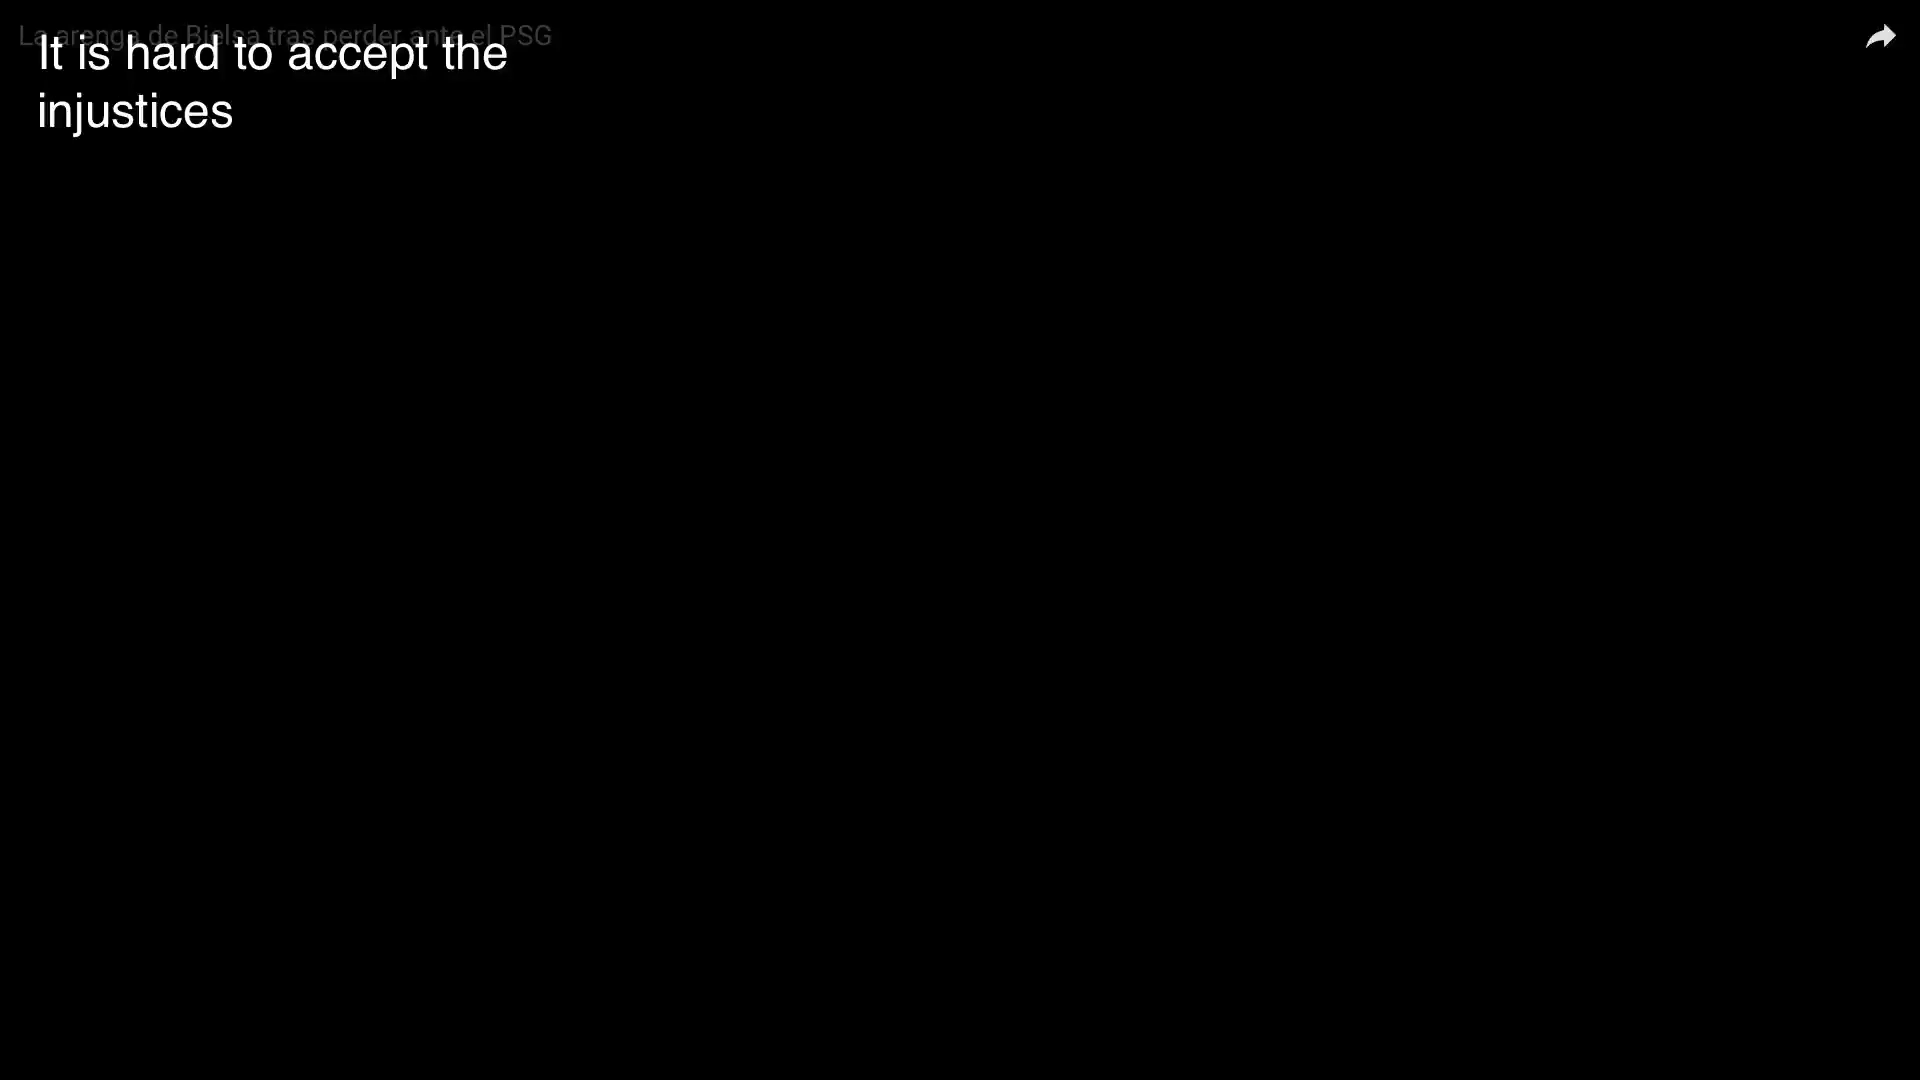 La arenga de Bielsa tras perder ante el PSG
It is hard to accept the
injustices